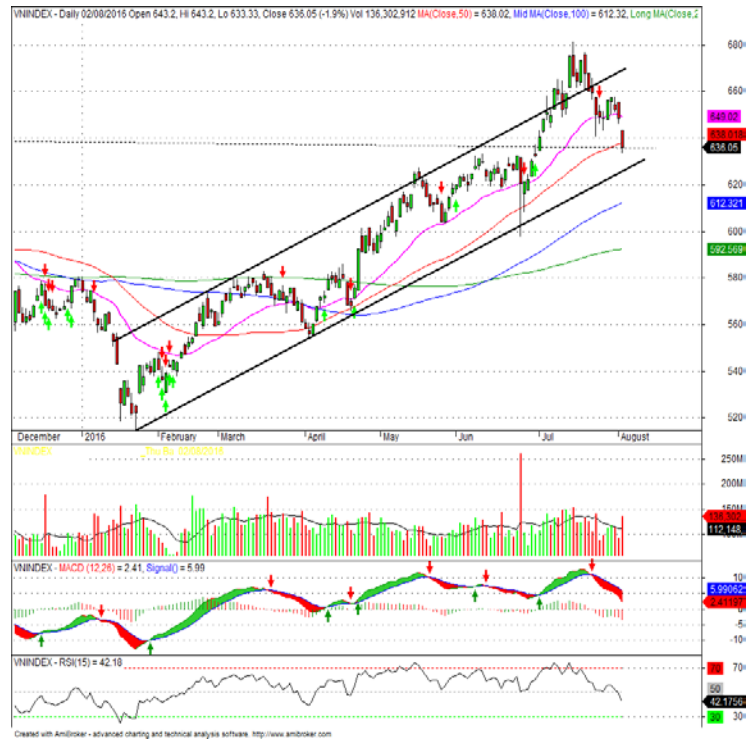 VNINDEX - Daily 02/08/2016 Open 643.2, Hi 643.2, Lo 633.33, Close 636.05 (-1.9%) Vol 136,302,912 MA(Close,50) = 638.02, Mid MA(Close,100) = 612.32, Long MA(Close,2
680
660
649.02
638.018
636.05
620
612.321
592.569
580
560
540
520
December 2016 February March April May Jun Jul August
VNINDEX 02/08/2016
250M
200M
150M
112.148
VNINDEX - MACD (12,26) = 2.41, Signal() = 5.99
10
5.99062
2.41197
0
-5
-10
VNINDEX - RSI(15) = 42.18
70
50
42.1756
30
Created with AmiBroker - advanced charting and technical analysis software. http://www.amibroker.com